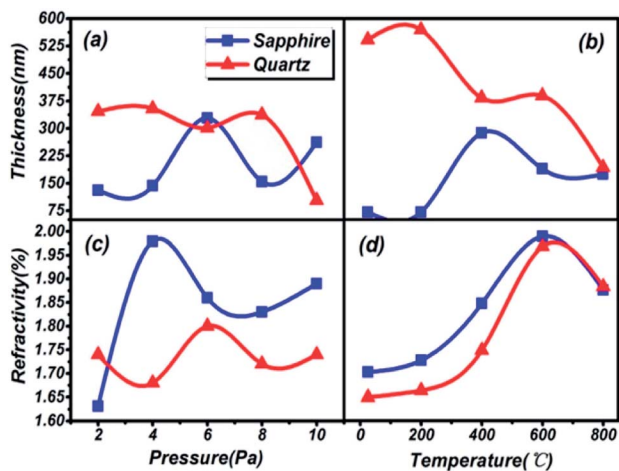 (a)
Sapphire
Quartz
(b)
Thickness(nm)
600
525
450
375
300
225
150
75
(c)
(d)
Refractivity(%)
2.00
1.95
1.90
1.85
1.80
1.75
1.70
1.65
1.60
2 4 6 8 10
0 200 400 600 800
Pressure(Pa)
Temperature(℃)